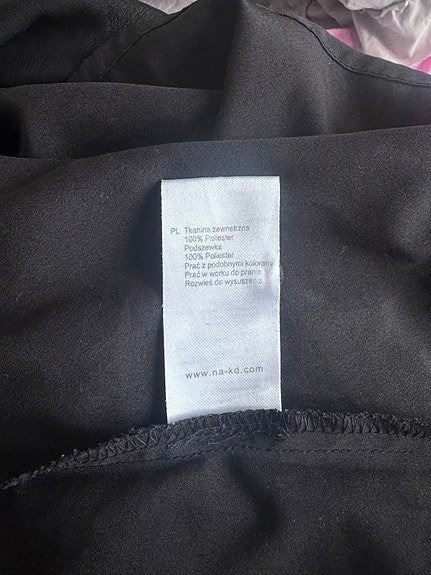 PL Tkanina zewnętrzna
100% Poliester
Podszewka
100% Poliester
Prać z podobnymi kolorami
Prać w worku do prania
Rozwieś do wysuszenia
www.na-kd.com